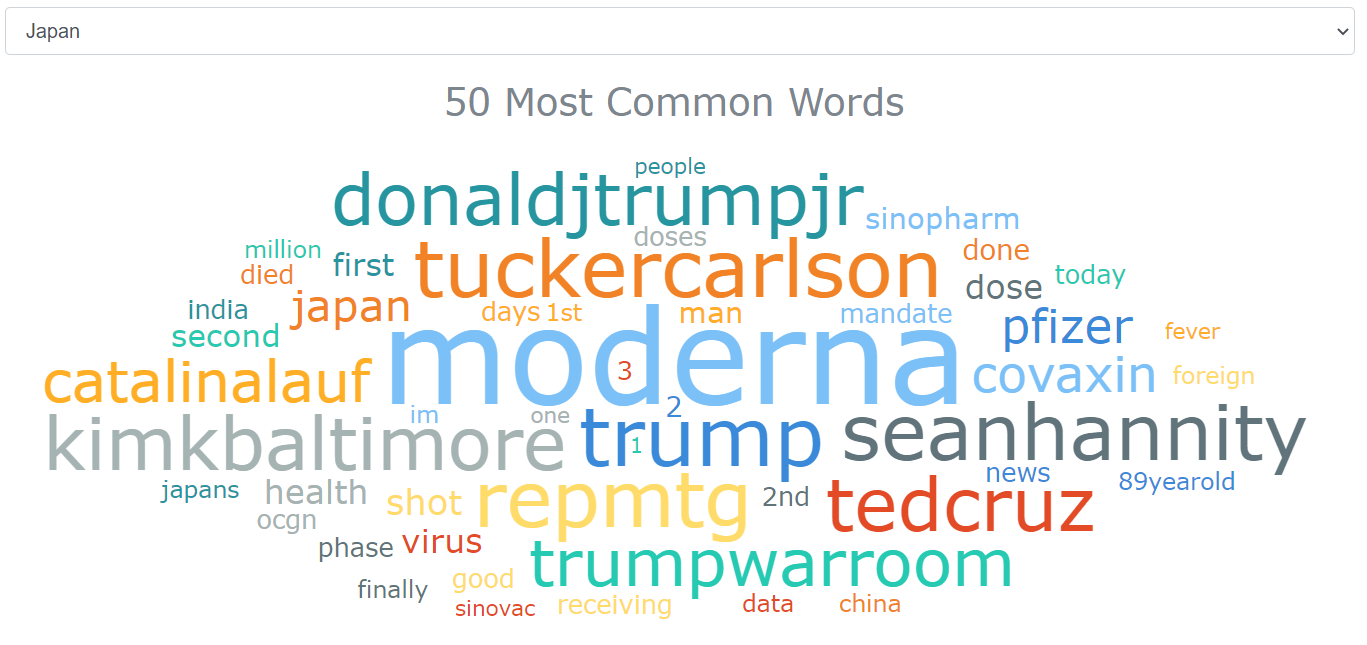 Japan
50 Most Common Words
people
donaldjtrumpjr
sinopharm
doses
million
first
tuckercarlson
done
died
dose
today
india
japan
days
1st
man
mandate
second
moderna
pfizer
fever
catalinalauf
3
covaxin
foreign
im
one
2
kimkbaltimore
trump
1
seanhannity
japans
health
shot
repmtg
2nd
tedcruz
news
89yearold
ocgn
phase
virus
trumpwarroom
finally
good
sinovac
receiving
data
china